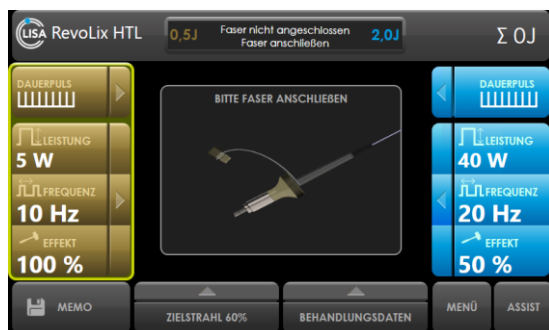 LISA RevoLix HTL
0,5J
Faser nicht angeschlossen
Faser anschließen
2,0J
Σ 0J
DAUERPULS
LEISTUNG
5 W
FREQUENZ
10 Hz
EFFEKT
100 %
BITTE FASER ANSCHLIEẞEN
DAUERPULS
LEISTUNG
40 W
FREQUENZ
20 Hz
EFFEKT
50 %
MEMO
ZIELSTRAHL 60%
BEHANDLUNGSDATEN
MENÜ
ASSIST